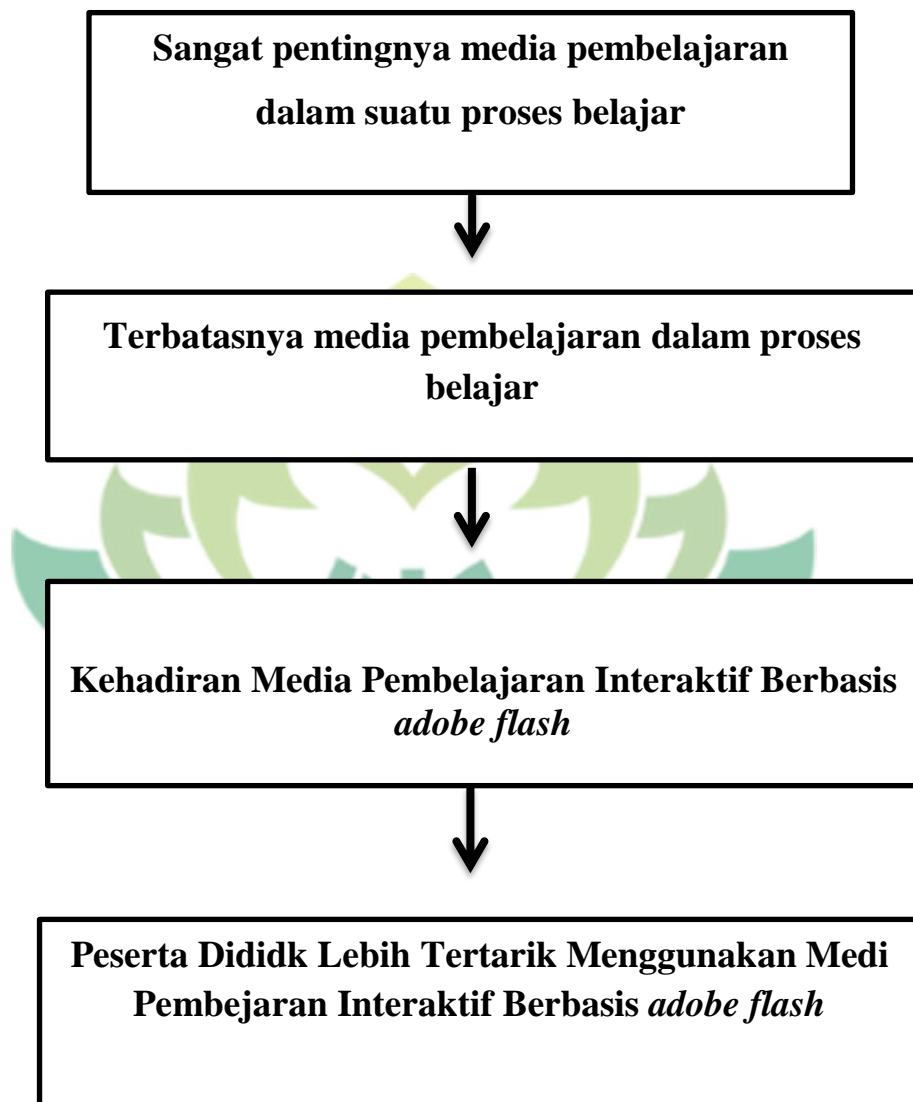 Sangat pentingnya media pembelajaran
dalam suatu proses belajar
Terbatasnya media pembelajaran dalam proses
belajar
Kehadiran Media Pembelajaran Interaktif Berbasis
adobe flash
Peserta Dididk Lebih Tertarik Menggunakan Medi
Pembejaran Interaktif Berbasis adobe flash